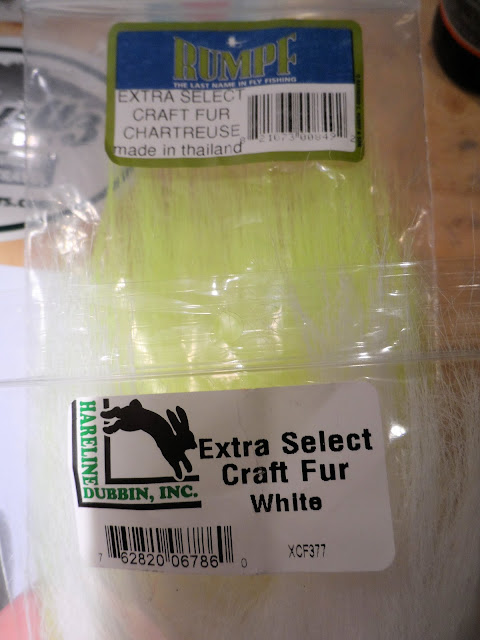 RUMPF
THE LAST NAME IN FLY FISHING
EXTRA SELECT
CRAFT FUR
CHARTREUSE
made in thailand
HARELINE
DUBBIN, INC.
Extra Select
Craft Fur
White
7 62820 06786 0
XCF377